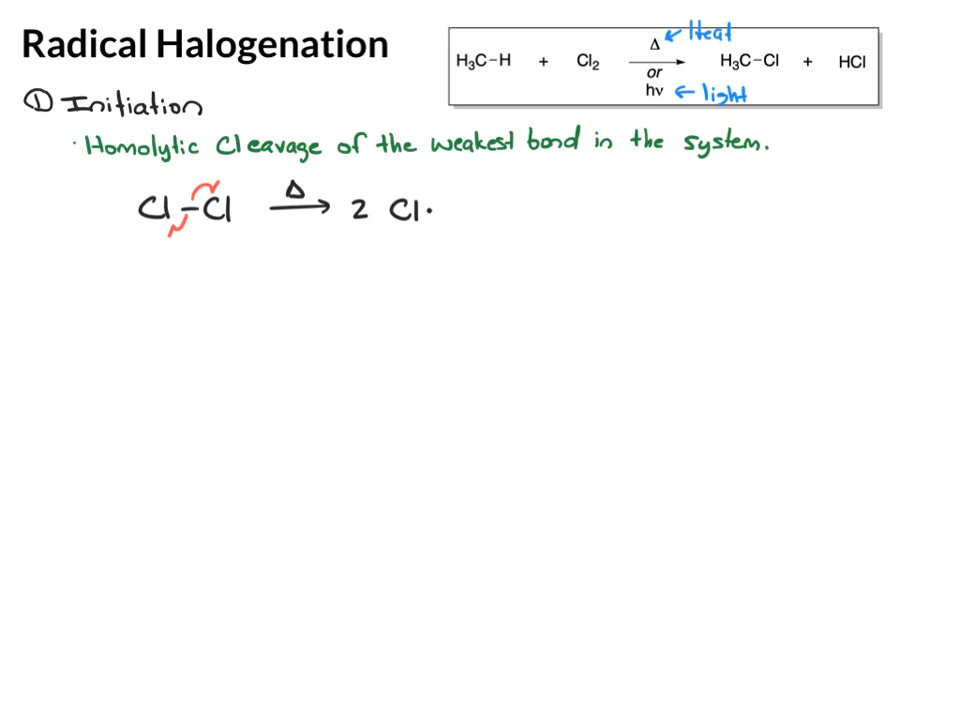 Radical Halogenation
H₃C-H + Cl₂ Δ or hν → H₃C-Cl + HCl
← Heat
← light
① Initiation
· Homolytic Cleavage of the weakest bond in the system.
Cl-Cl Δ → 2 Cl·